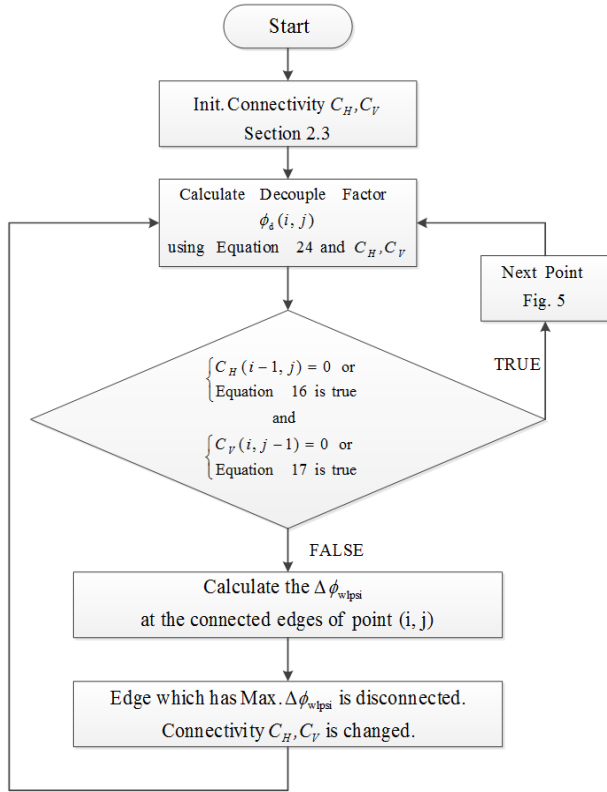 Start
Init. Connectivity C_H, C_V
Section 2.3
Calculate Decouple Factor
ϕ_d(i, j)
using Equation 24 and C_H, C_V
Next Point
Fig. 5
C_H(i−1, j) = 0 or
Equation 16 is true
and
C_V(i, j−1) = 0 or
Equation 17 is true
TRUE
FALSE
Calculate the Δϕ_wlpsi
at the connected edges of point (i, j)
Edge which has Max. Δϕ_wlpsi is disconnected.
Connectivity C_H, C_V is changed.